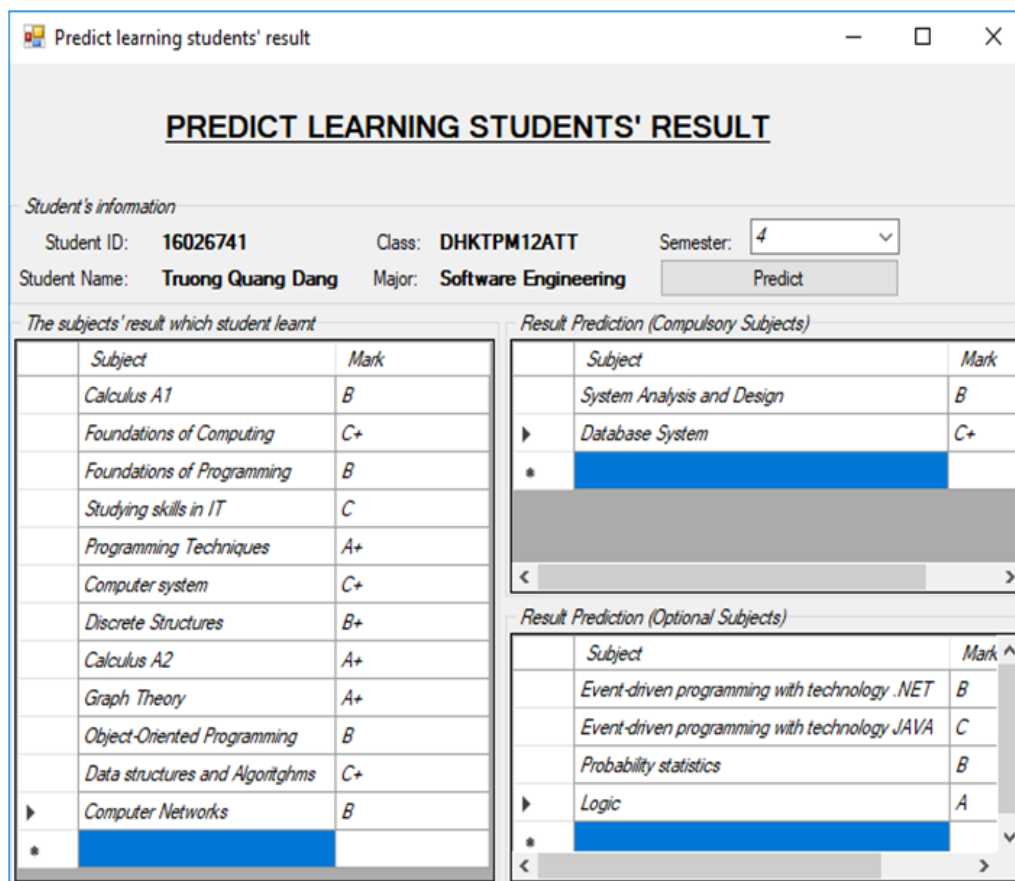 Predict learning students' result
PREDICT LEARNING STUDENTS' RESULT
Student's information
Student ID: 16026741 Class: DHKTPM12ATT Semester: 4
Student Name: Truong Quang Dang Major: Software Engineering Predict
The subjects' result which student learnt
Subject Mark
Calculus A1 B
Foundations of Computing C+
Foundations of Programming B
Studying skills in IT C
Programming Techniques A+
Computer system C+
Discrete Structures B+
Calculus A2 A+
Graph Theory A+
Object-Oriented Programming B
Data structures and Algoritghms C+
Computer Networks B
Result Prediction (Compulsory Subjects)
Subject Mark
System Analysis and Design B
Database System C+
Result Prediction (Optional Subjects)
Subject Mark
Event-driven programming with technology .NET B
Event-driven programming with technology JAVA C
Probability statistics B
Logic A